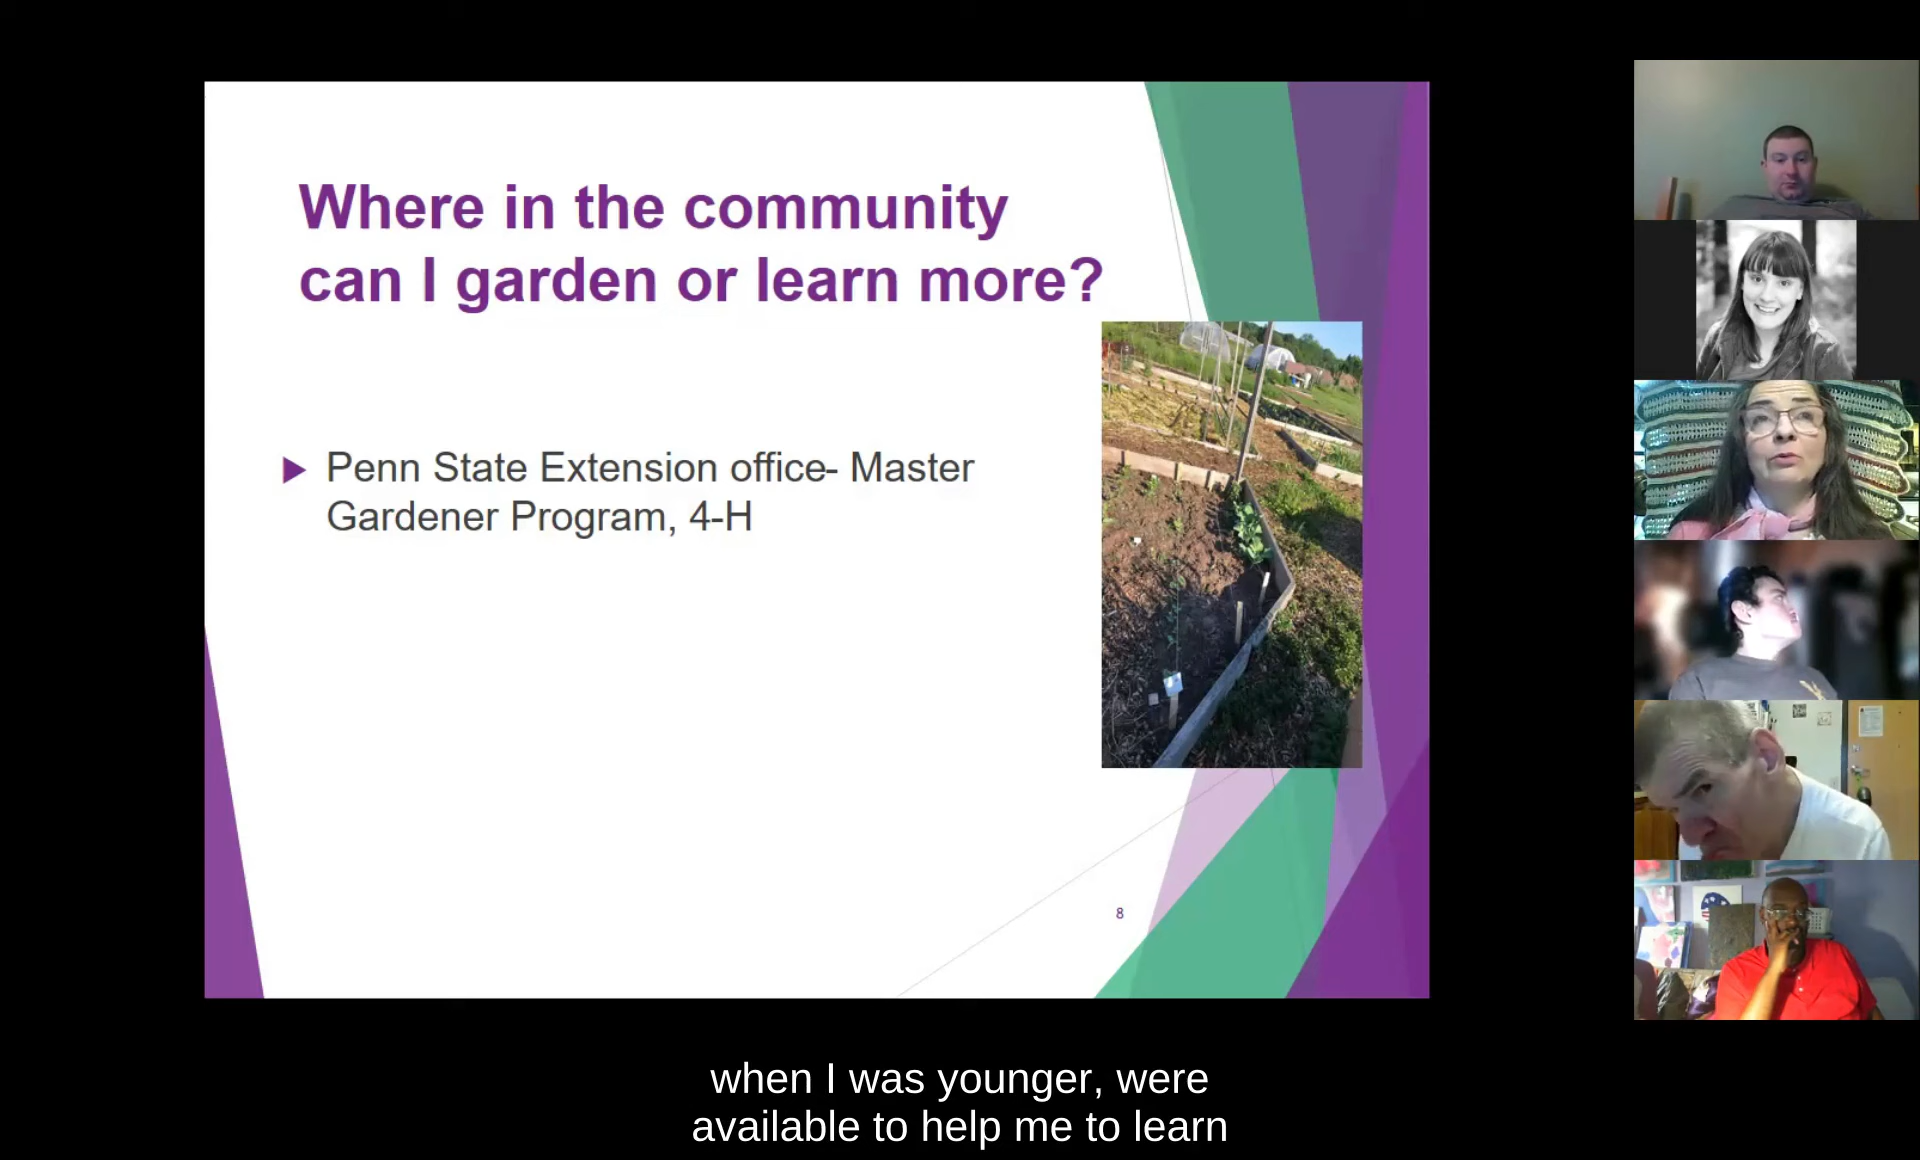 Where in the community
can I garden or learn more?
Penn State Extension office- Master
Gardener Program, 4-H
8
when I was younger, were
available to help me to learn